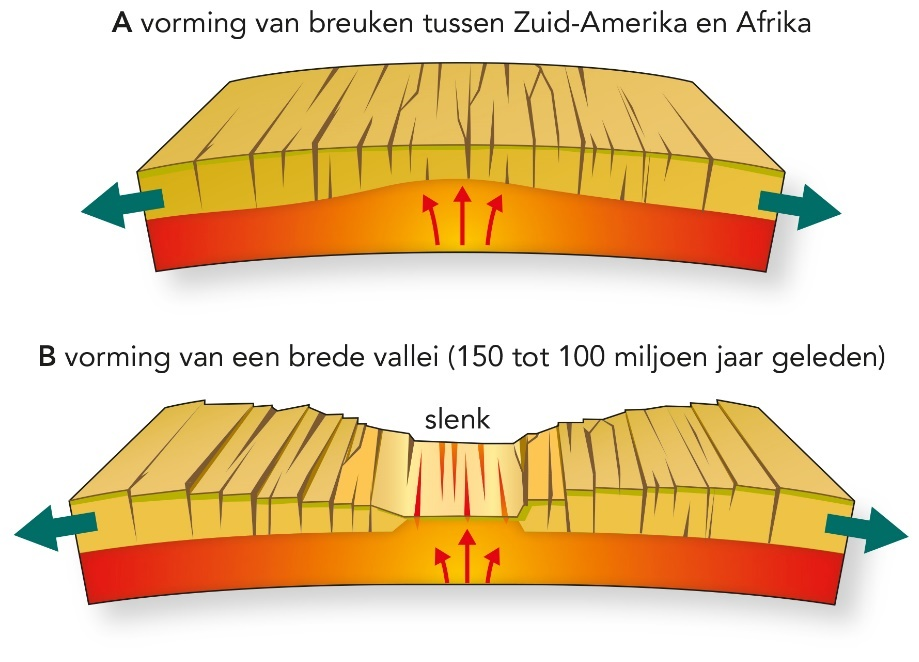 A vorming van breuken tussen Zuid-Amerika en Afrika
B vorming van een brede vallei (150 tot 100 miljoen jaar geleden)
slenk